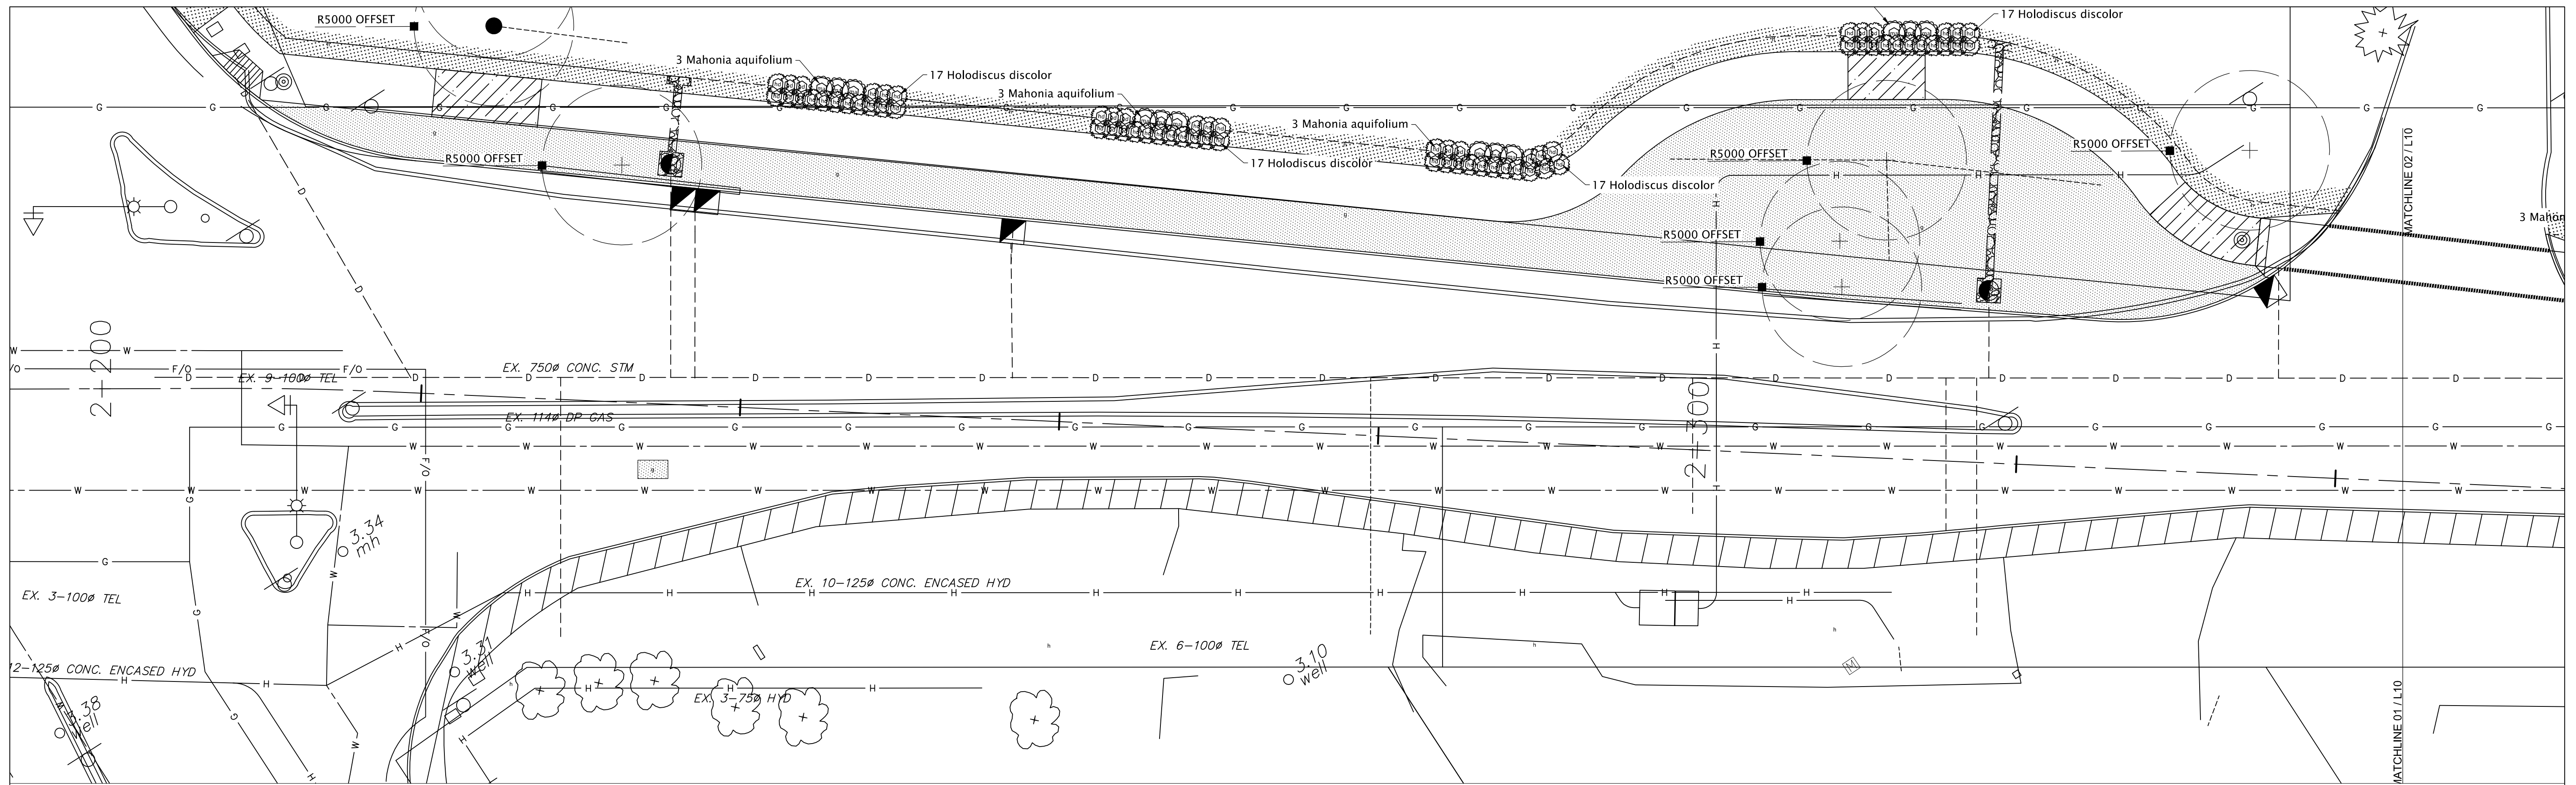 R5000 OFFSET
17 Holodiscus discolor
3 Mahonia aquifolium
17 Holodiscus discolor
3 Mahonia aquifolium
3 Mahonia aquifolium
R5000 OFFSET
17 Holodiscus discolor
R5000 OFFSET
R5000 OFFSET
17 Holodiscus discolor
MATCHLINE 02 / L10
3 Mahon
R5000 OFFSET
R5000 OFFSET
2-200
2-300
EX. 750ø CONC. STM
EX. 9-100ø TEL
EX. 114ø DP GAS
3.34
mh
EX. 3-100ø TEL
EX. 10-125ø CONC. ENCASED HYD
EX. 6-100ø TEL
3.31
well
3.10
well
12-125ø CONC. ENCASED HYD
EX. 3-75ø HYD
3.38
well
MATCHLINE 01 / L10